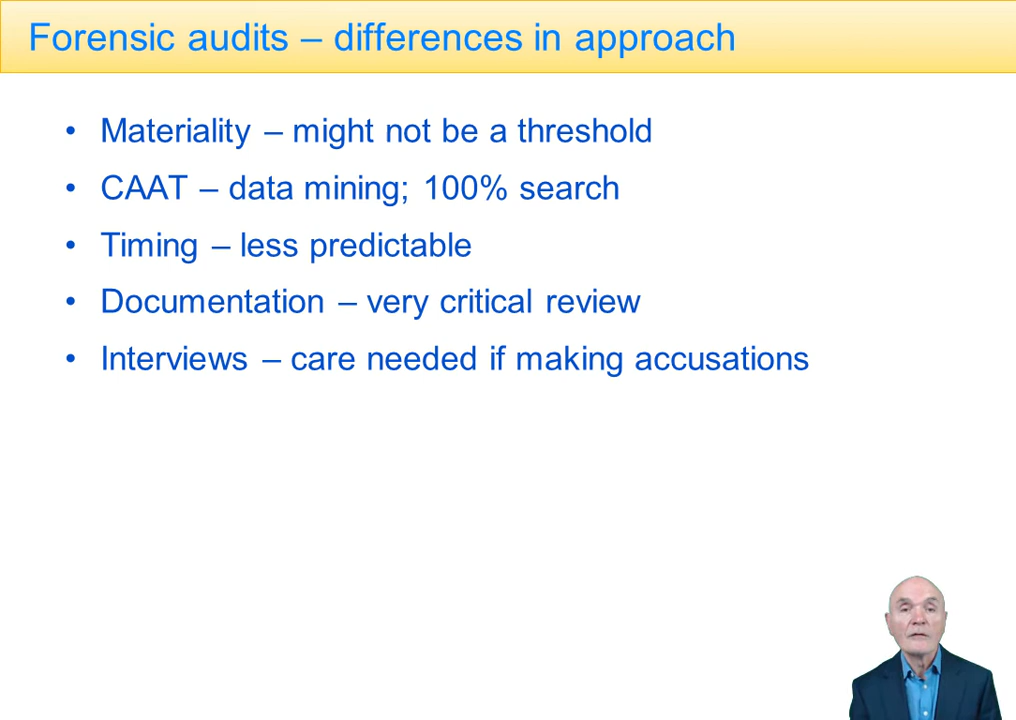 Forensic audits – differences in approach
• Materiality – might not be a threshold
• CAAT – data mining; 100% search
• Timing – less predictable
• Documentation – very critical review
• Interviews – care needed if making accusations